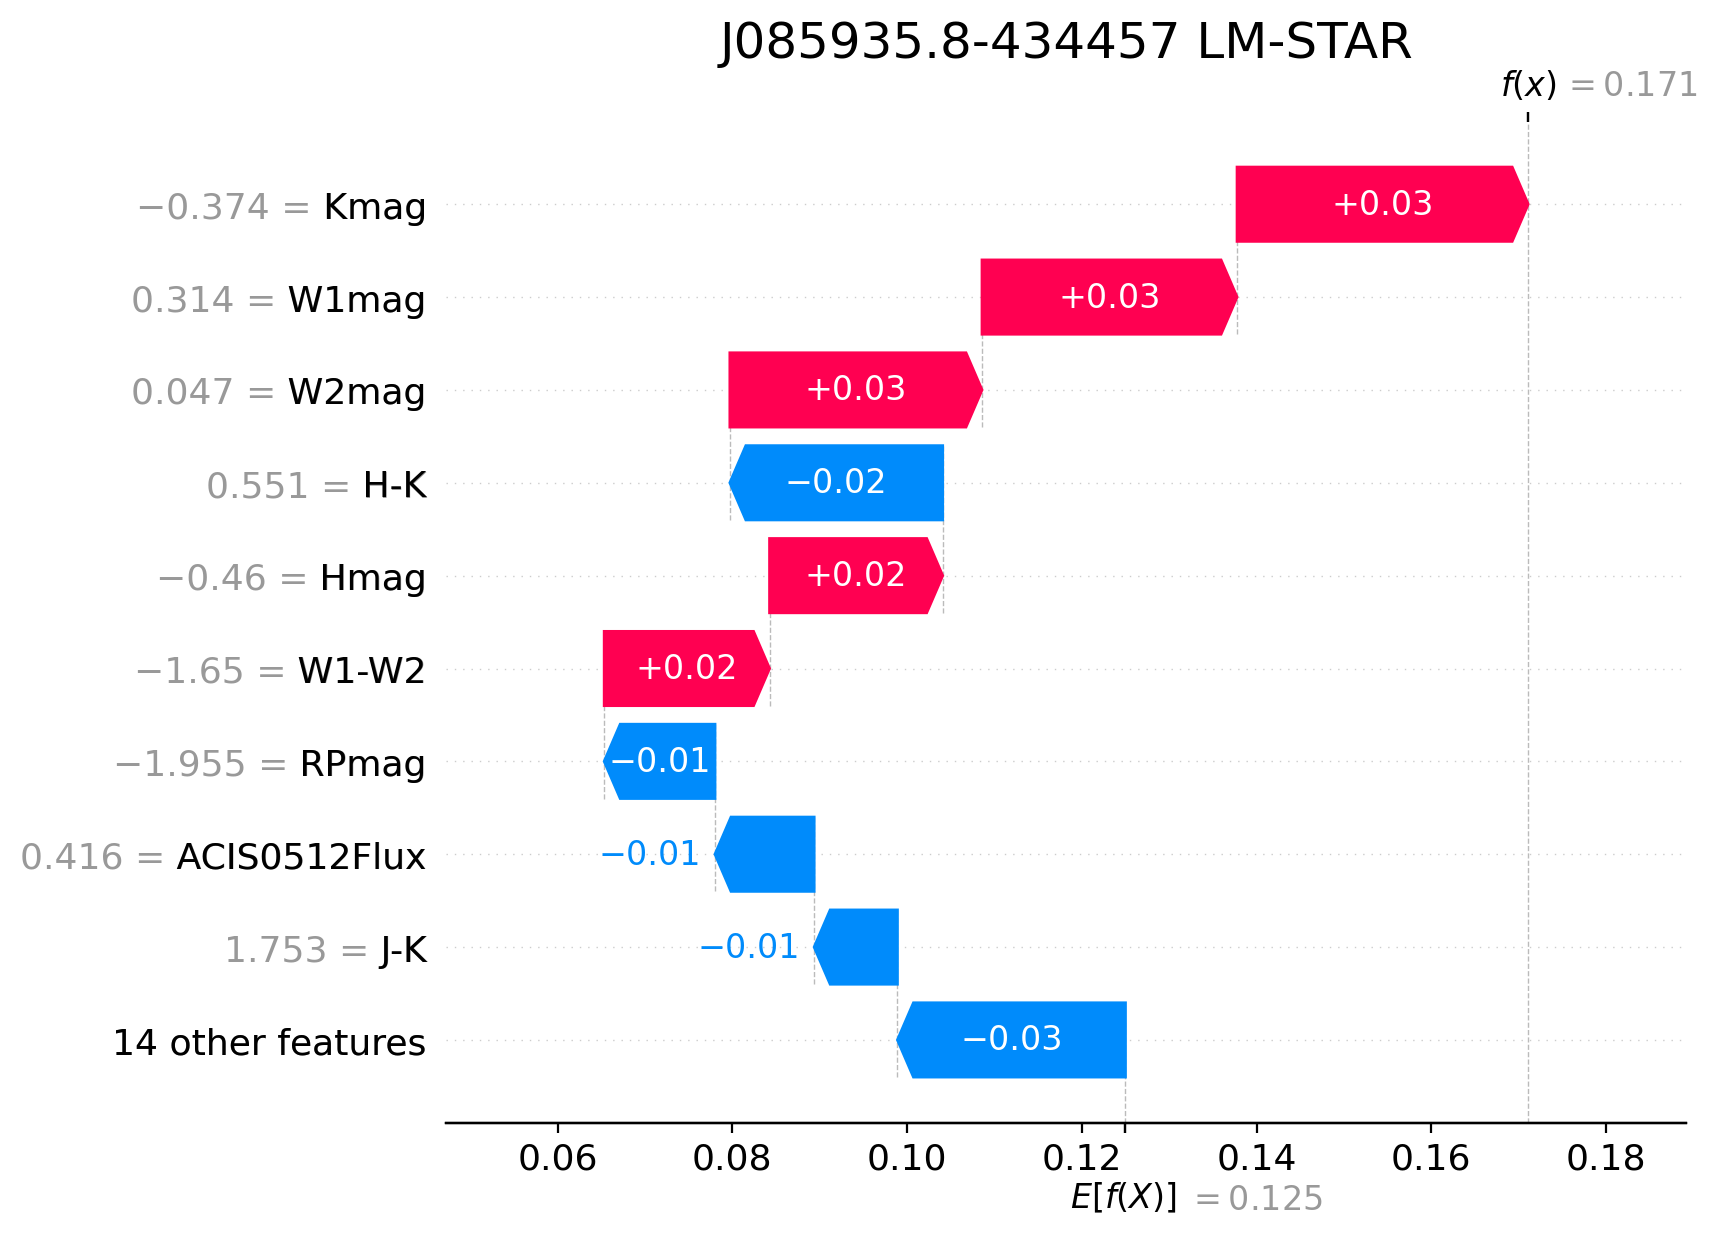 J085935.8-434457 LM-STAR
f(x) = 0.171
−0.374 = Kmag +0.03
0.314 = W1mag +0.03
0.047 = W2mag +0.03
0.551 = H-K −0.02
−0.46 = Hmag +0.02
−1.65 = W1-W2 +0.02
−1.955 = RPmag −0.01
0.416 = ACIS0512Flux −0.01
1.753 = J-K −0.01
14 other features −0.03
0.06 0.08 0.10 0.12 0.14 0.16 0.18
E[f(X)] = 0.125